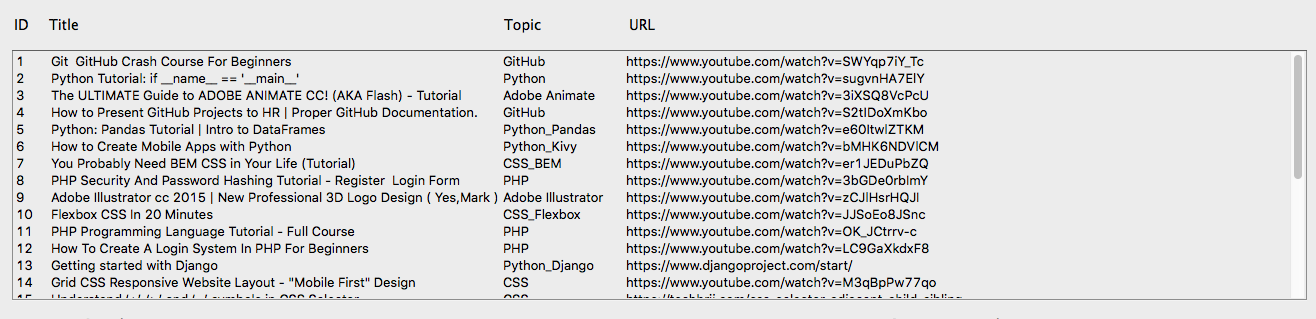 ID Title Topic URL
1 Git  GitHub Crash Course For Beginners GitHub https://www.youtube.com/watch?v=SWYqp7iY_Tc
2 Python Tutorial: if __name__ == '__main__' Python https://www.youtube.com/watch?v=sugvnHA7ElY
3 The ULTIMATE Guide to ADOBE ANIMATE CC! (AKA Flash) - Tutorial Adobe Animate https://www.youtube.com/watch?v=3iXSQ8VcPcU
4 How to Present GitHub Projects to HR | Proper GitHub Documentation. GitHub https://www.youtube.com/watch?v=S2tIDoXmKbo
5 Python: Pandas Tutorial | Intro to DataFrames Python_Pandas https://www.youtube.com/watch?v=e60ItwlZTKM
6 How to Create Mobile Apps with Python Python_Kivy https://www.youtube.com/watch?v=bMHK6NDVlCM
7 You Probably Need BEM CSS in Your Life (Tutorial) CSS_BEM https://www.youtube.com/watch?v=er1JEDuPbZQ
8 PHP Security And Password Hashing Tutorial - Register  Login Form PHP https://www.youtube.com/watch?v=3bGDe0rbImY
9 Adobe Illustrator cc 2015 | New Professional 3D Logo Design ( Yes,Mark ) Adobe Illustrator https://www.youtube.com/watch?v=zCJlHsrHQJI
10 Flexbox CSS In 20 Minutes CSS_Flexbox https://www.youtube.com/watch?v=JJSoEo8JSnc
11 PHP Programming Language Tutorial - Full Course PHP https://www.youtube.com/watch?v=OK_JCtrrv-c
12 How To Create A Login System In PHP For Beginners PHP https://www.youtube.com/watch?v=LC9GaXkdxF8
13 Getting started with Django Python_Django https://www.djangoproject.com/start/
14 Grid CSS Responsive Website Layout - "Mobile First" Design CSS https://www.youtube.com/watch?v=M3qBpPw77qo
15 CSS